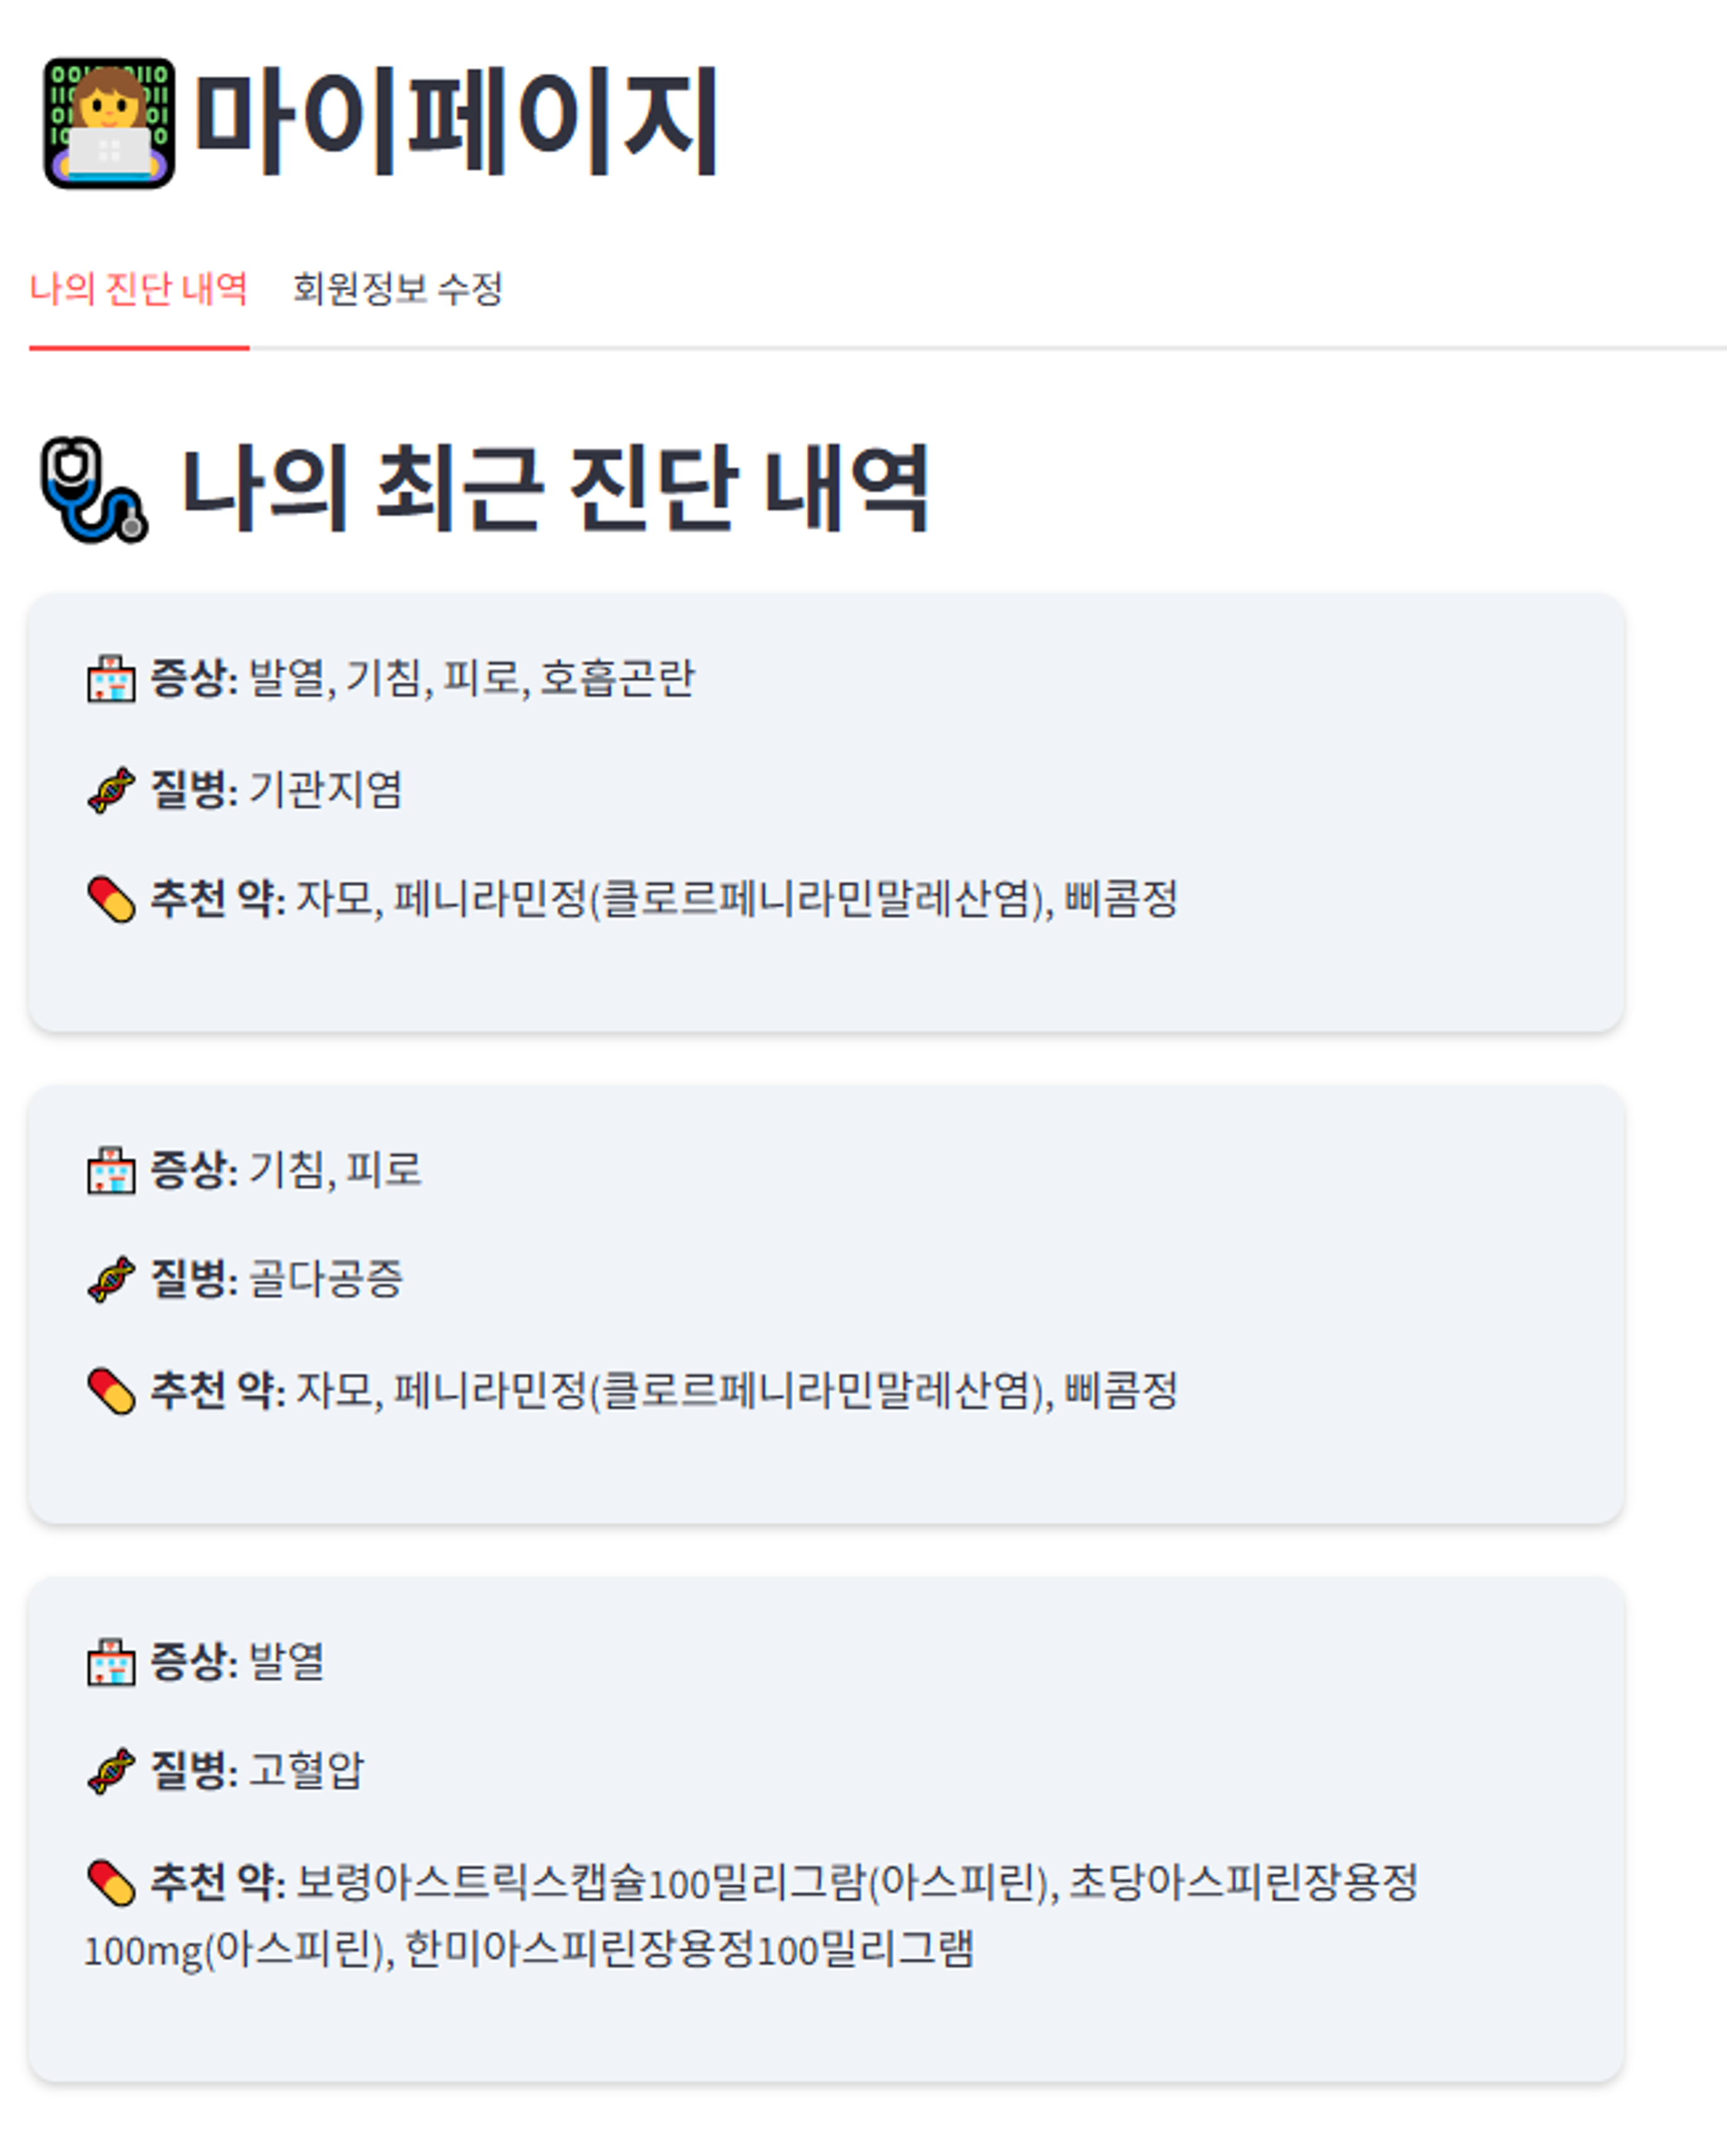 마이페이지
나의 진단 내역 회원정보 수정
나의 최근 진단 내역
증상: 발열, 기침, 피로, 호흡곤란
질병: 기관지염
추천 약: 자모, 페니라민정(클로르페니라민말레산염), 삐콤정
증상: 기침, 피로
질병: 골다공증
추천 약: 자모, 페니라민정(클로르페니라민말레산염), 삐콤정
증상: 발열
질병: 고혈압
추천 약: 보령아스트릭스캡슐100밀리그람(아스피린), 초당아스피린장용정
100mg(아스피린), 한미아스피린장용정100밀리그램